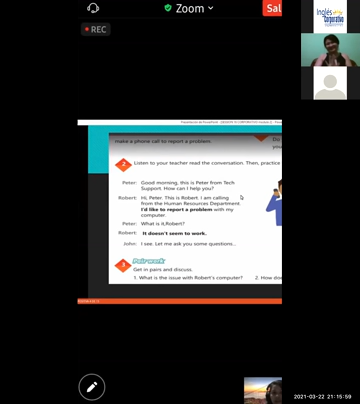 Zoom
Sal
REC
Inglés
Corporativo
make a phone call to report a problem
2 Listen to your teacher read the conversation. Then, practice
Peter: Good morning, this is Peter from Tech
Support. How can I help you?
Robert: Hi, Peter. This is Robert. I am calling
from the Human Resources Department.
I'd like to report a problem with my
computer.
Peter: What is it, Robert?
Robert: It doesn't seem to work.
John: I see. Let me ask you some questions...
3 Pair work
Get in pairs and discuss.
1. What is the issue with Robert's computer? 2. How doe
2021-03-22 21:15:59